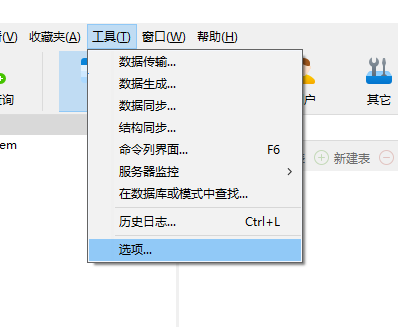 (V) 收藏夹(A) 工具(T) 窗口(W) 帮助(H)
数据传输...
数据生成...
数据同步...
结构同步...
命令列界面... F6
服务器监控
在数据库或模式中查找...
历史日志... Ctrl+L
选项...
询
户
其它
em
新建表